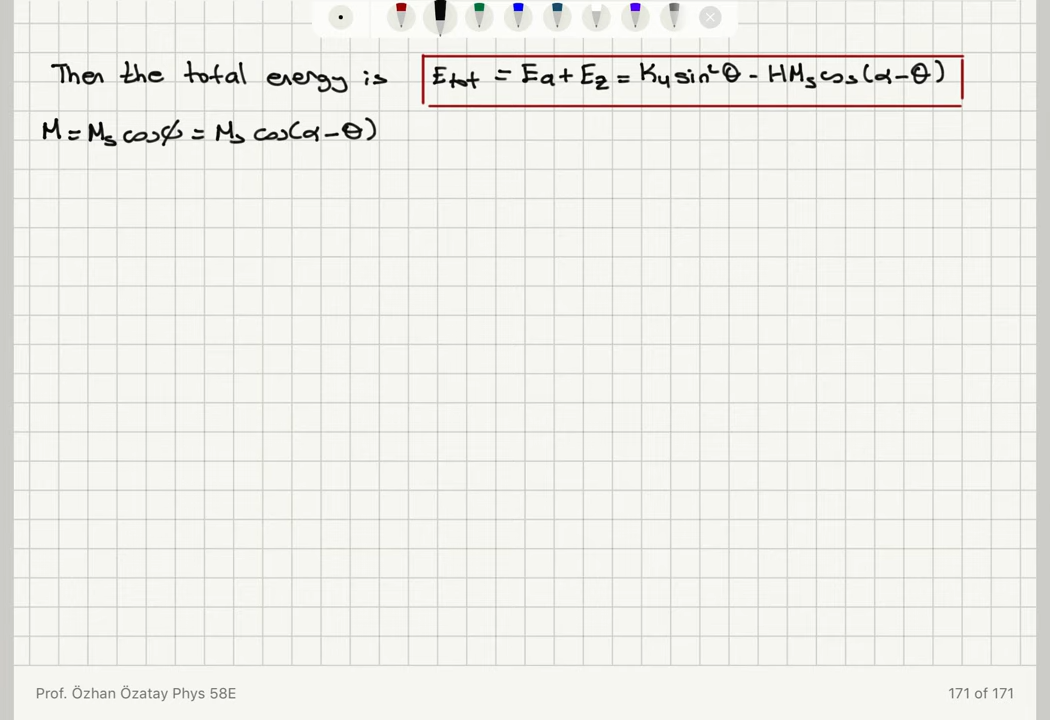 Then the total energy is E_tot = E_a + E_z = K_u sin²θ - HM_s cos(α-θ)
M = M_s cosϕ = M_s cos(α-θ)
Prof. Özhan Özatay Phys 58E 171 of 171